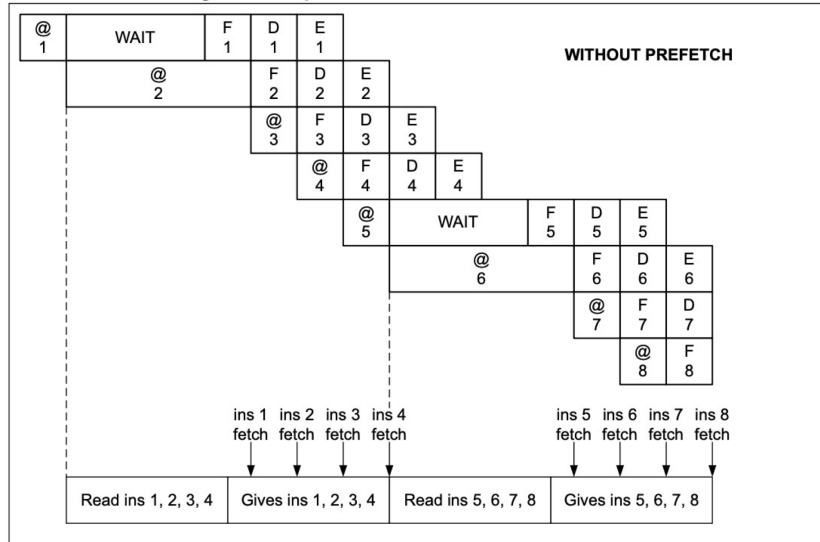 @ WAIT F D E
1 1 1 1
WITHOUT PREFETCH
@ F D E
2 2 2 2
@ F D E
3 3 3 3
@ F D E
4 4 4 4
@ WAIT F D E
5 5 5 5
@ F D E
6 6 6 6
@ F D
7 7 7
@ F
8 8
ins 1 ins 2 ins 3 ins 4 ins 5 ins 6 ins 7 ins 8
fetch fetch fetch fetch fetch fetch fetch fetch
Read ins 1, 2, 3, 4 Gives ins 1, 2, 3, 4 Read ins 5, 6, 7, 8 Gives ins 5, 6, 7, 8